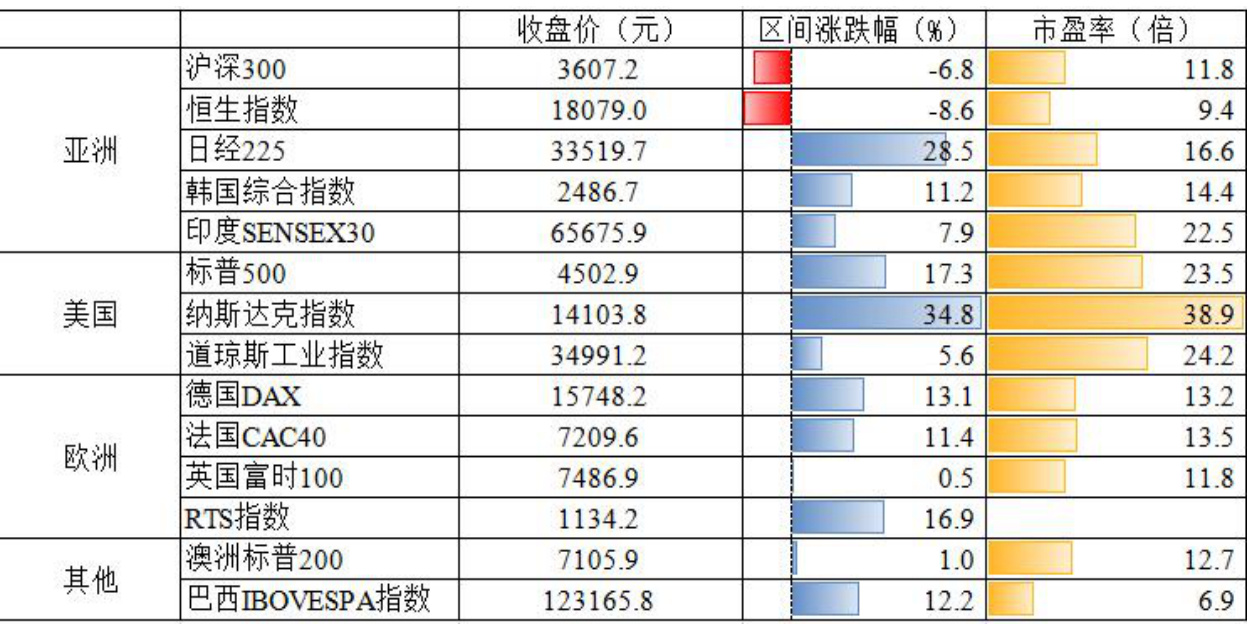 收盘价（元） 区间涨跌幅（%） 市盈率（倍）
亚洲 沪深300 3607.2 -6.8 11.8
恒生指数 18079.0 -8.6 9.4
日经225 33519.7 28.5 16.6
韩国综合指数 2486.7 11.2 14.4
印度SENSEX30 65675.9 7.9 22.5
美国 标普500 4502.9 17.3 23.5
纳斯达克指数 14103.8 34.8 38.9
道琼斯工业指数 34991.2 5.6 24.2
欧洲 德国DAX 15748.2 13.1 13.2
法国CAC40 7209.6 11.4 13.5
英国富时100 7486.9 0.5 11.8
RTS指数 1134.2 16.9
其他 澳洲标普200 7105.9 1.0 12.7
巴西IBOVESPA指数 123165.8 12.2 6.9